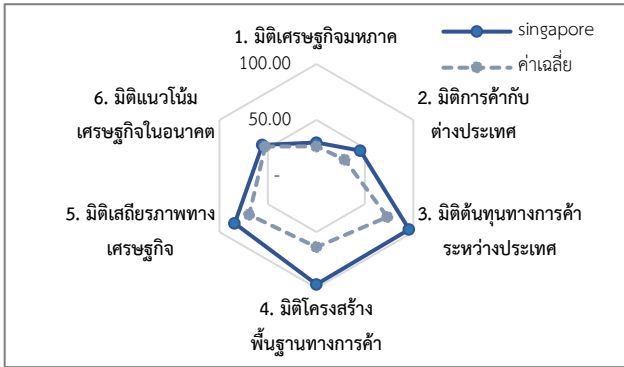 1. มิติเศรษฐกิจมหภาค
singapore
ค่าเฉลี่ย
100.00
50.00
-
2. มิติการค้ากับ
ต่างประเทศ
3. มิติต้นทุนทางการค้า
ระหว่างประเทศ
4. มิติโครงสร้าง
พื้นฐานทางการค้า
5. มิติเสถียรภาพทาง
เศรษฐกิจ
6. มิติแนวโน้ม
เศรษฐกิจในอนาคต